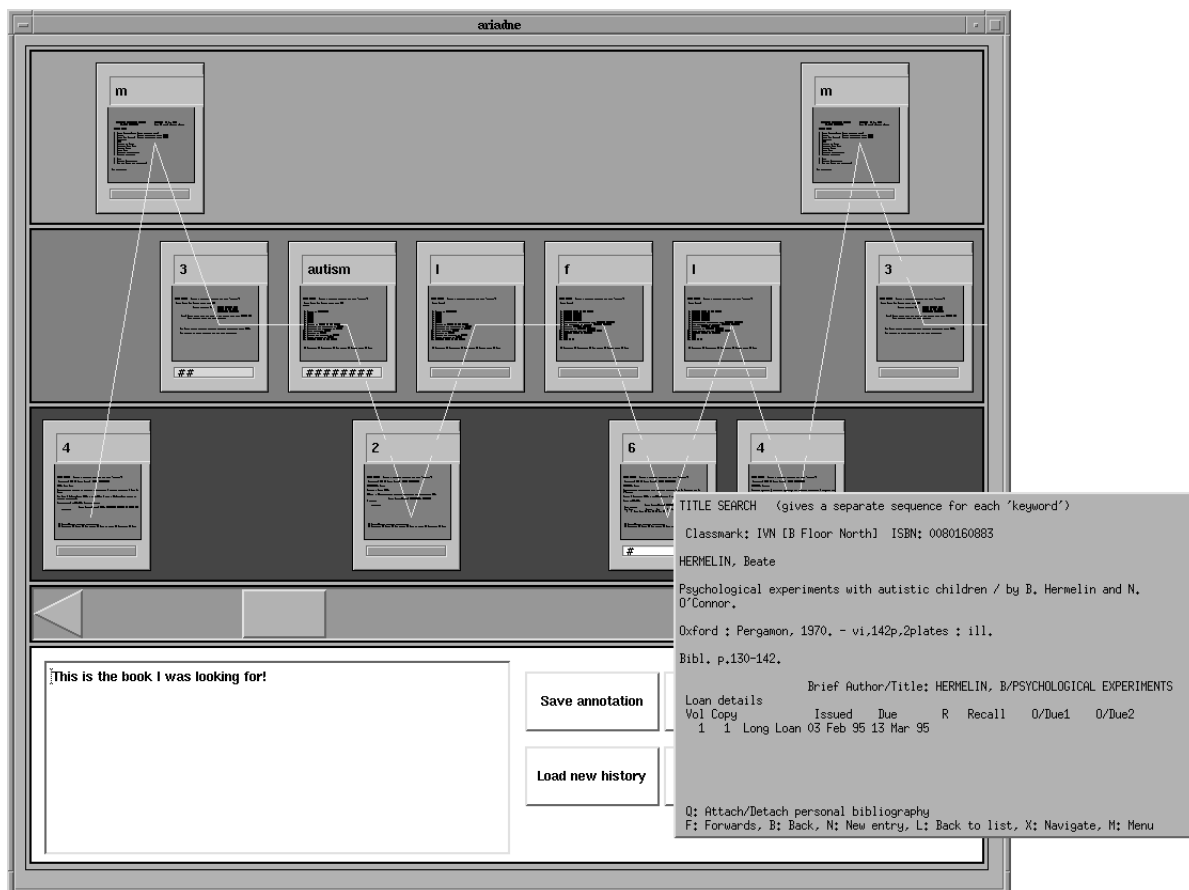 ariadne
m
m
3
autism
l
f
l
3
##
########
4
2
6
4
#
This is the book I was looking for!
Save annotation
Load new history
TITLE SEARCH (gives a separate sequence for each 'keyword')
Classmark: IVN [B Floor North] ISBN: 0080160883
HERMELIN, Beate
Psychological experiments with autistic children / by B. Hermelin and N.
O'Connor.
Oxford : Pergamon, 1970. - vi,142p,2plates : ill.
Bibl. p.130-142.
Brief Author/Title: HERMELIN, B/PSYCHOLOGICAL EXPERIMENTS
Loan details
Vol Copy Issued Due R Recall O/Due1 O/Due2
1 1 Long Loan 03 Feb 95 13 Mar 95
Q: Attach/Detach personal bibliography
F: Forwards, B: Back, N: New entry, L: Back to list, X: Navigate, M: Menu